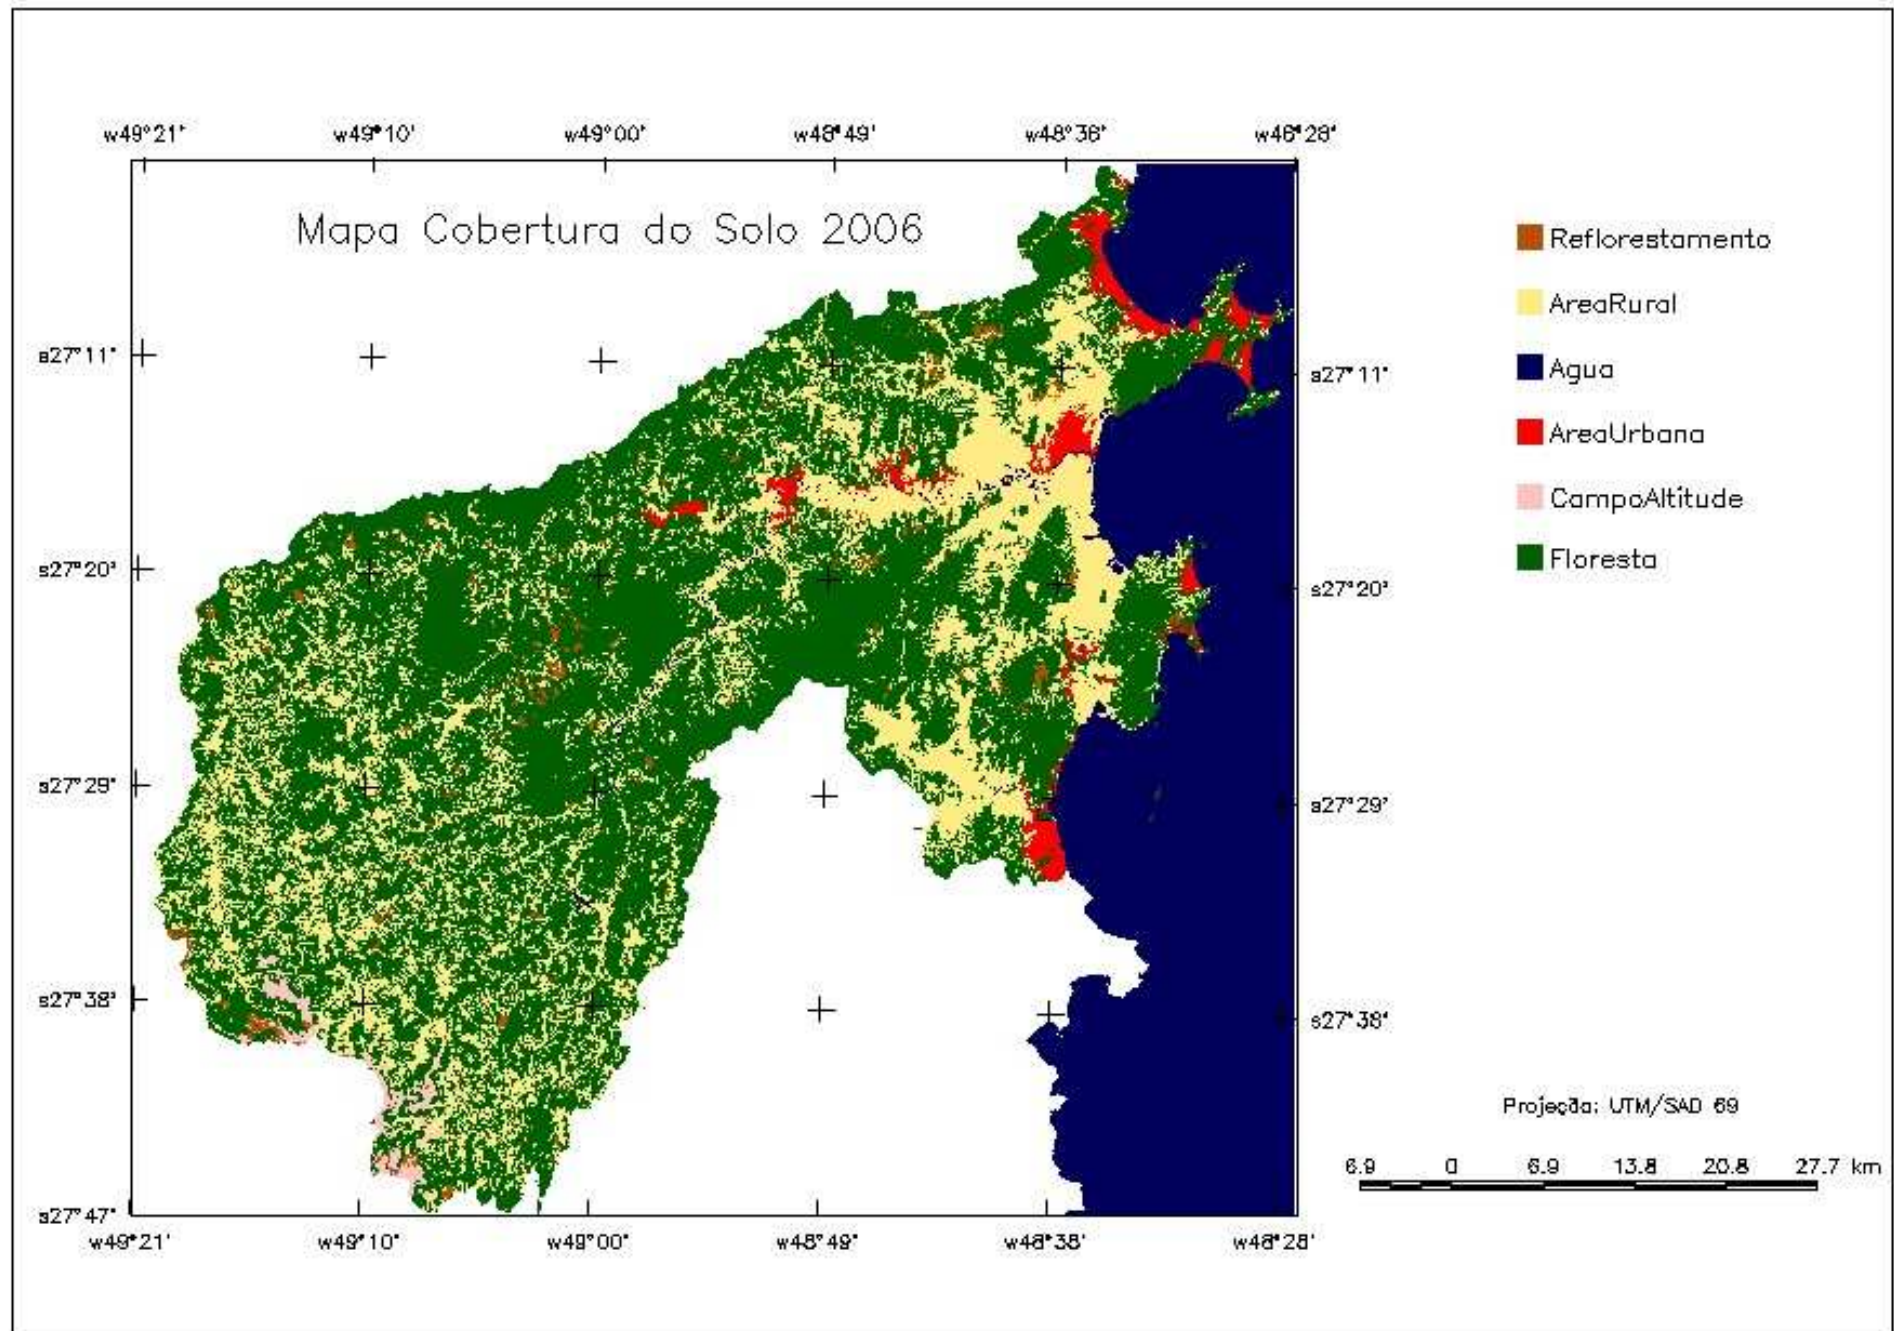 w49°21' w49°10' w49°00' w48°49' w48°36' w46°28'
Mapa Cobertura do Solo 2006
Reflorestamento
AreaRural
Agua
AreaUrbana
CampoAltitude
Floresta
s27°11' s27°11'
s27°20' s27°20'
s27°29' s27°29'
s27°38' s27°38'
s27°47'
Projeção: UTM/SAD 69
6.9 0 6.9 13.8 20.8 27.7 km
w49°21' w49°10' w49°00' w48°49' w48°38' w48°28'